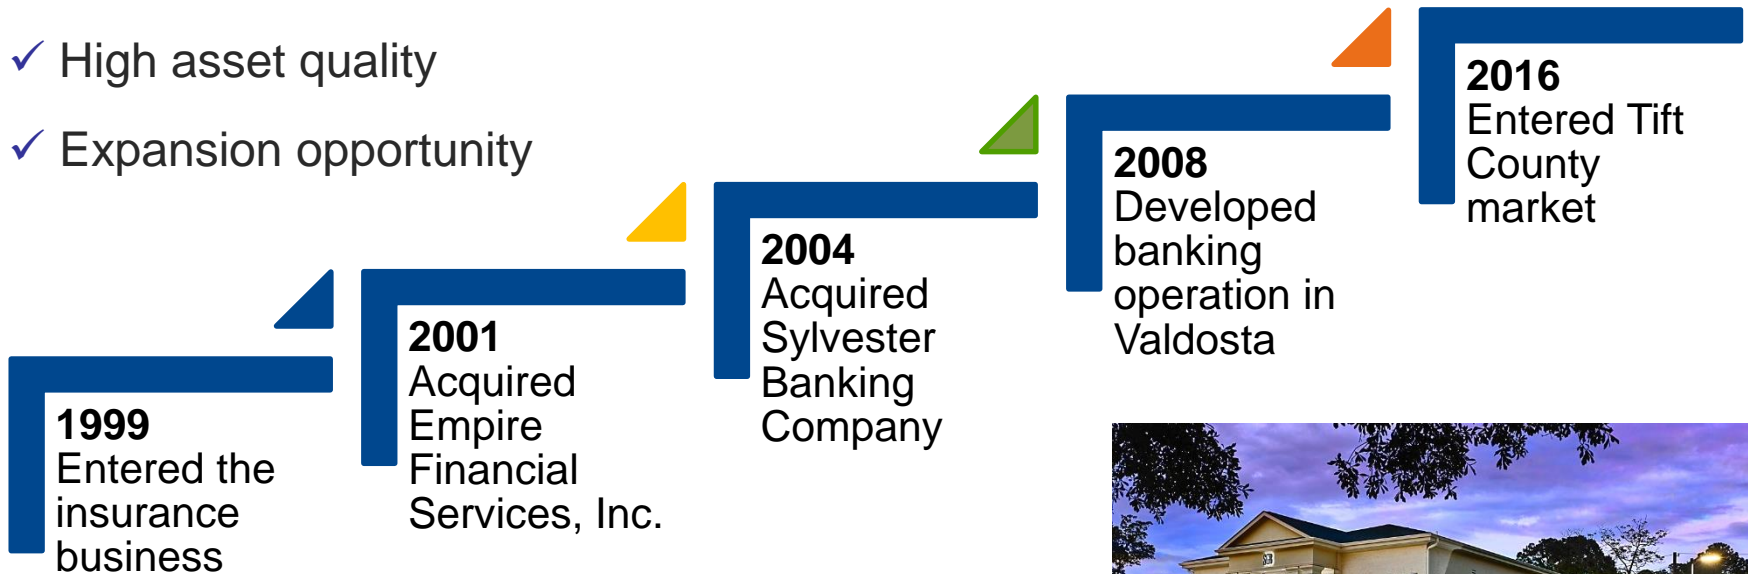 High asset quality
Expansion opportunity
1999
Entered the
insurance
business
2001
Acquired
Empire
Financial
Services, Inc.
2004
Acquired
Sylvester
Banking
Company
2008
Developed
banking
operation in
Valdosta
2016
Entered Tift
County
market